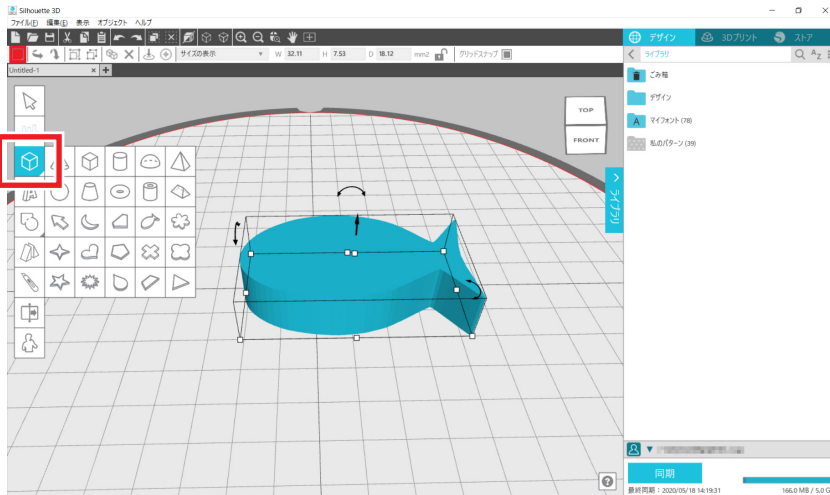 Silhouette 3D
ファイル(F) 編集(E) 表示 オブジェクト ヘルプ
サイズの表示 W 32.11 H 7.53 D 18.12 mm2 グリッドスナップ
Untitled-1
デザイン 3Dプリント ストア
ライブラリ
ごみ箱
デザイン
マイフォント (78)
私のパターン (39)
TOP
FRONT
ライブラリ
同期
最終同期：2020/05/18 14:19:31 166.0 MB / 5.0 G